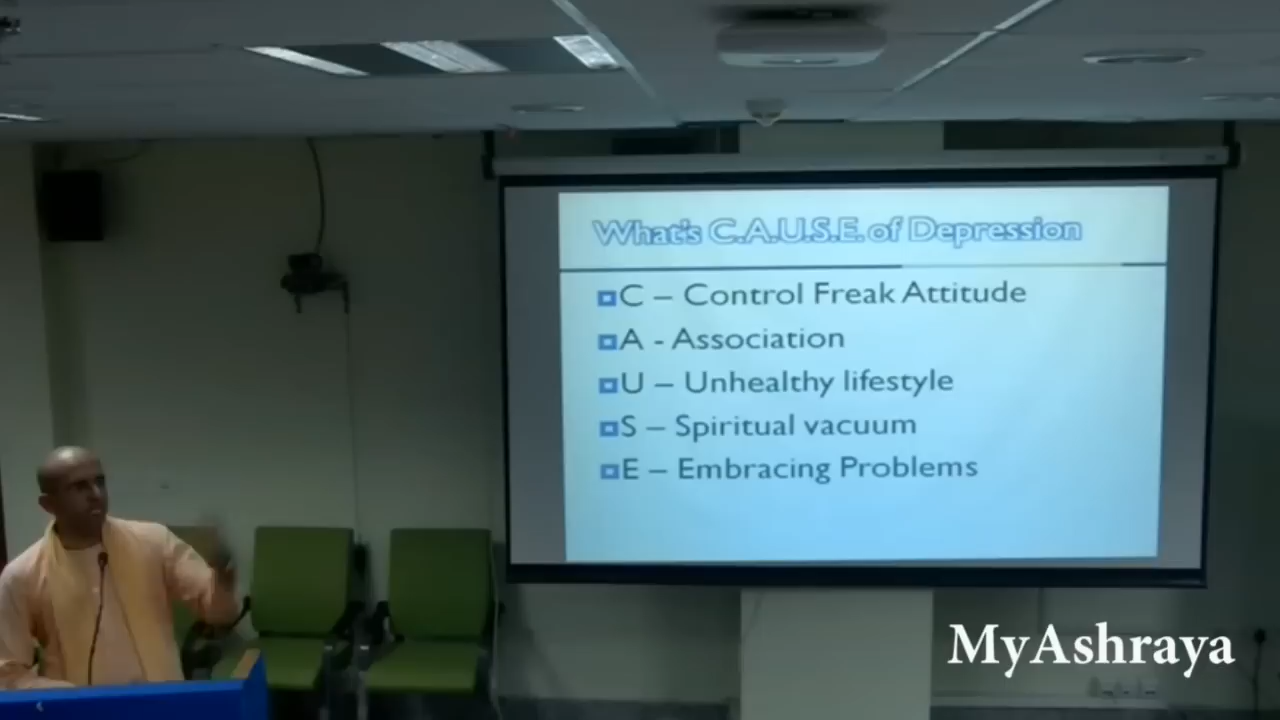 What's C.A.U.S.E. of Depression
C – Control Freak Attitude
A - Association
U – Unhealthy lifestyle
S – Spiritual vacuum
E – Embracing Problems
MyAshraya